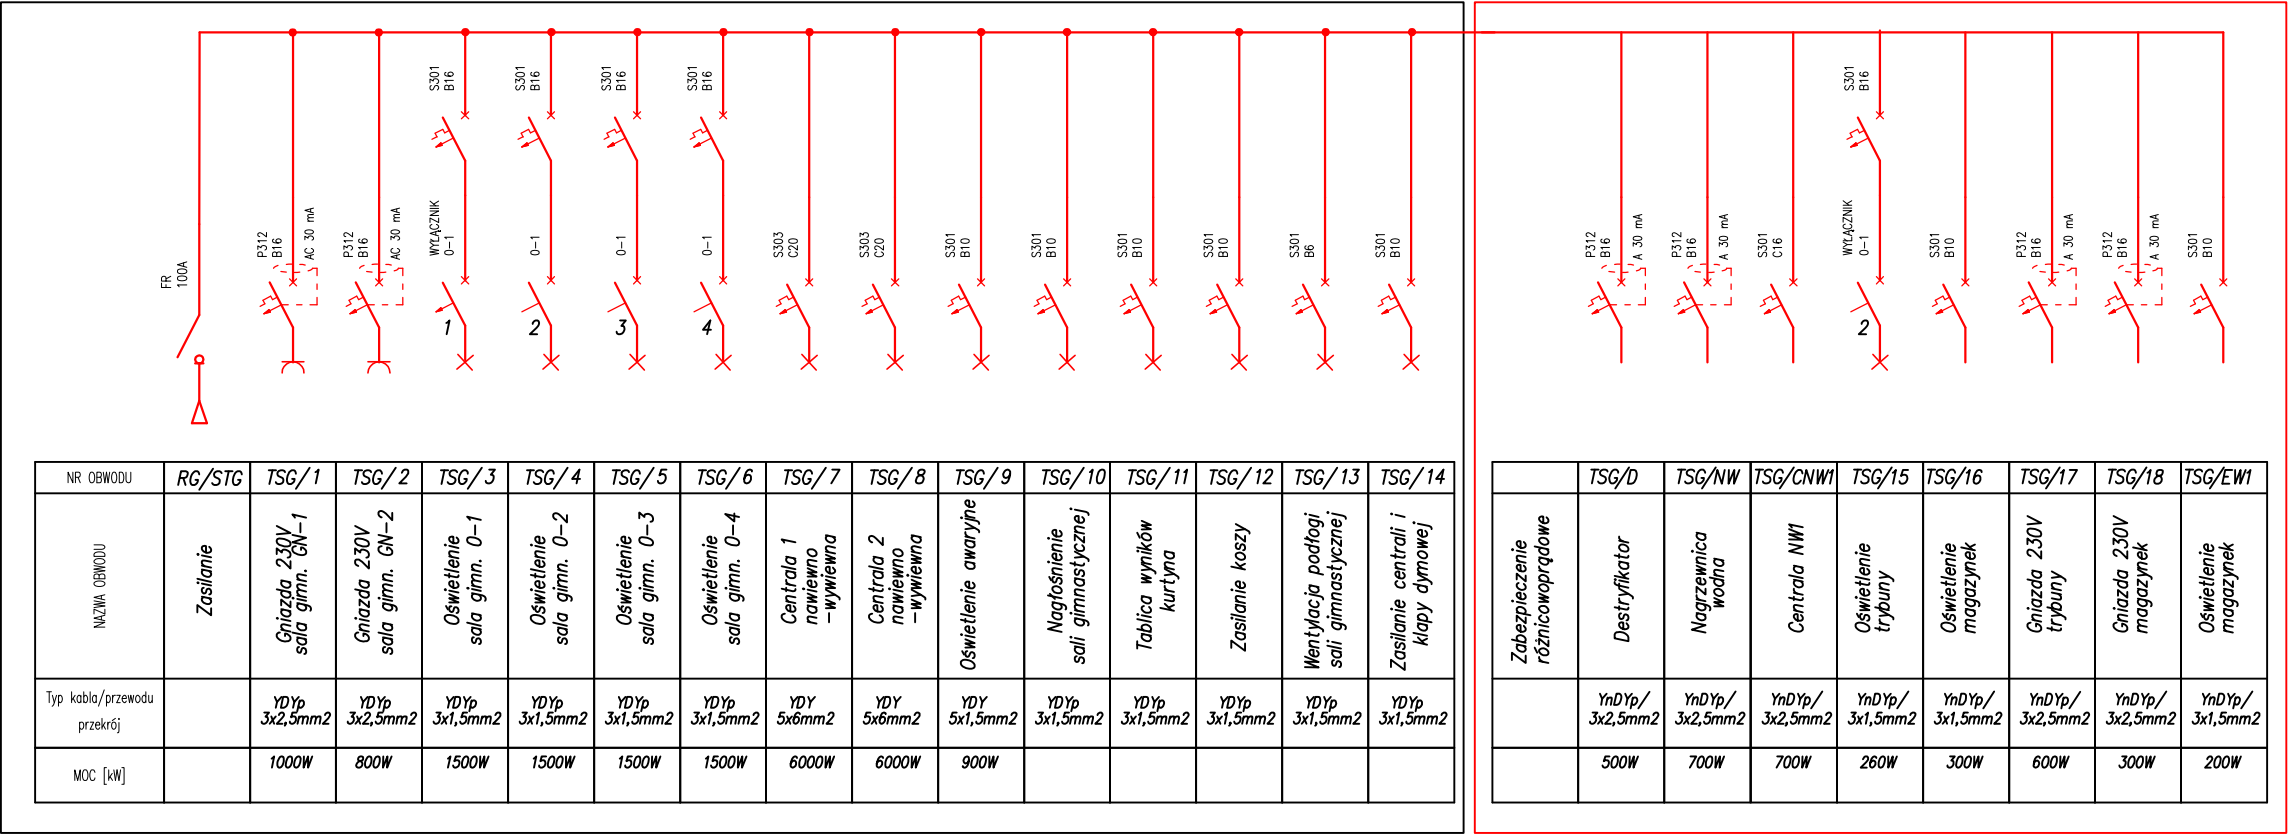 S301
B16
S301
B16
S301
B16
S301
B16
S301
B16
FR
100A
P312
B16
AC 30 mA
P312
B16
AC 30 mA
WYŁĄCZNIK
0-1
0-1
0-1
0-1
S303
C20
S303
C20
S301
B10
S301
B10
S301
B10
S301
B10
S301
B6
S301
B10
P312
B16
A 30 mA
P312
B16
A 30 mA
S301
C16
WYŁĄCZNIK
0-1
S301
B10
P312
B16
A 30 mA
P312
B16
A 30 mA
S301
B10
1
2
3
4
2
NR OBWODU
RG/STG
TSG/1
TSG/2
TSG/3
TSG/4
TSG/5
TSG/6
TSG/7
TSG/8
TSG/9
TSG/10
TSG/11
TSG/12
TSG/13
TSG/14
TSG/D
TSG/NW
TSG/CNW1
TSG/15
TSG/16
TSG/17
TSG/18
TSG/EW1
NAZWA OBWODU
Zasilanie
Gniazda 230V
sala gimn. GN-1
Gniazda 230V
sala gimn. GN-2
Oświetlenie
sala gimn. O-1
Oświetlenie
sala gimn. O-2
Oświetlenie
sala gimn. O-3
Oświetlenie
sala gimn. O-4
Centrala 1
nawiewno
-wywiewna
Centrala 2
nawiewno
-wywiewna
Oświetlenie awaryjne
Nagłośnienie
sali gimnastycznej
Tablica wyników
kurtyna
Zasilanie koszy
Wentylacja podłogi
sali gimnastycznej
Zasilanie centrali i
klapy dymowej
Zabezpieczenie
różnicowoprądowe
Destryfikator
Nagrzewnica
wodna
Centrala NW1
Oświetlenie
trybuny
Oświetlenie
magazynek
Gniazda 230V
trybuny
Gniazda 230V
magazynek
Oświetlenie
magazynek
Typ kabla/przewodu
przekrój
YDYp
3x2,5mm2
YDYp
3x2,5mm2
YDYp
3x1,5mm2
YDYp
3x1,5mm2
YDYp
3x1,5mm2
YDYp
3x1,5mm2
YDY
5x6mm2
YDY
5x6mm2
YDY
5x1,5mm2
YDYp
3x1,5mm2
YDYp
3x1,5mm2
YDYp
3x1,5mm2
YDYp
3x1,5mm2
YDYp
3x1,5mm2
YnDYp/
3x2,5mm2
YnDYp/
3x2,5mm2
YnDYp/
3x2,5mm2
YnDYp/
3x1,5mm2
YnDYp/
3x1,5mm2
YnDYp/
3x2,5mm2
YnDYp/
3x2,5mm2
YnDYp/
3x1,5mm2
MOC [kW]
1000W
800W
1500W
1500W
1500W
1500W
6000W
6000W
900W
500W
700W
700W
260W
300W
600W
300W
200W